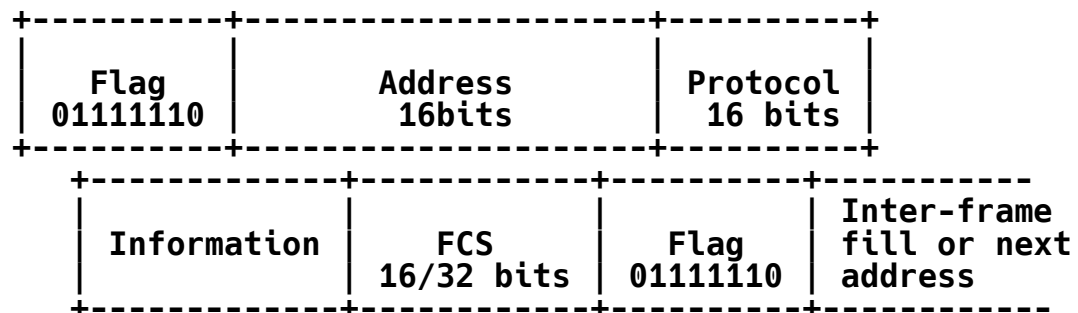 Flag Address Protocol
01111110 16bits 16 bits
Inter-frame
Information FCS Flag fill or next
16/32 bits 01111110 address